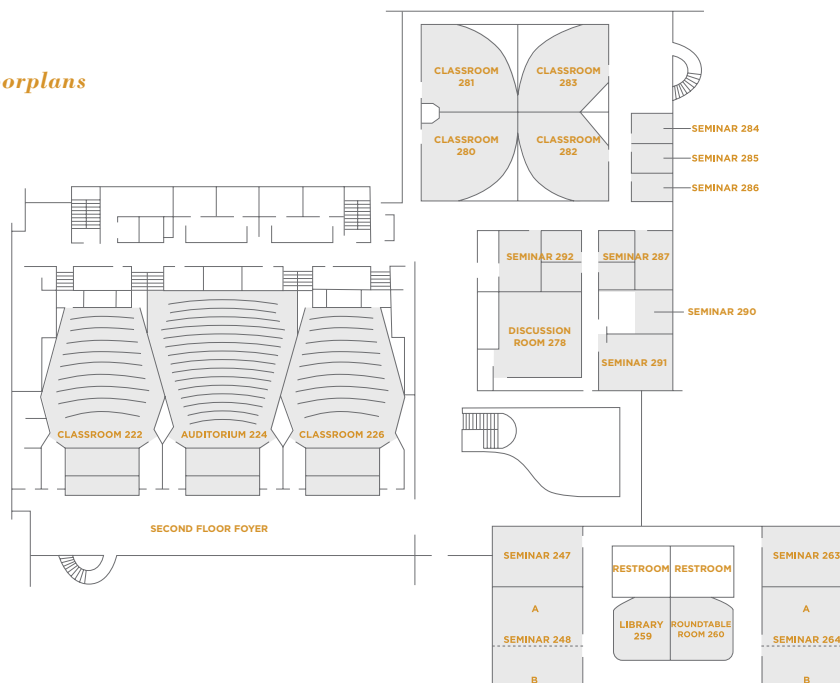 orplans
CLASSROOM
281
CLASSROOM
283
CLASSROOM
280
CLASSROOM
282
SEMINAR 284
SEMINAR 285
SEMINAR 286
SEMINAR 292
SEMINAR 287
SEMINAR 290
DISCUSSION
ROOM 278
SEMINAR 291
CLASSROOM 222
AUDITORIUM 224
CLASSROOM 226
SECOND FLOOR FOYER
SEMINAR 247
RESTROOM
RESTROOM
SEMINAR 263
A
SEMINAR 248
B
LIBRARY
259
ROUNDTABLE
ROOM 260
A
SEMINAR 264
B